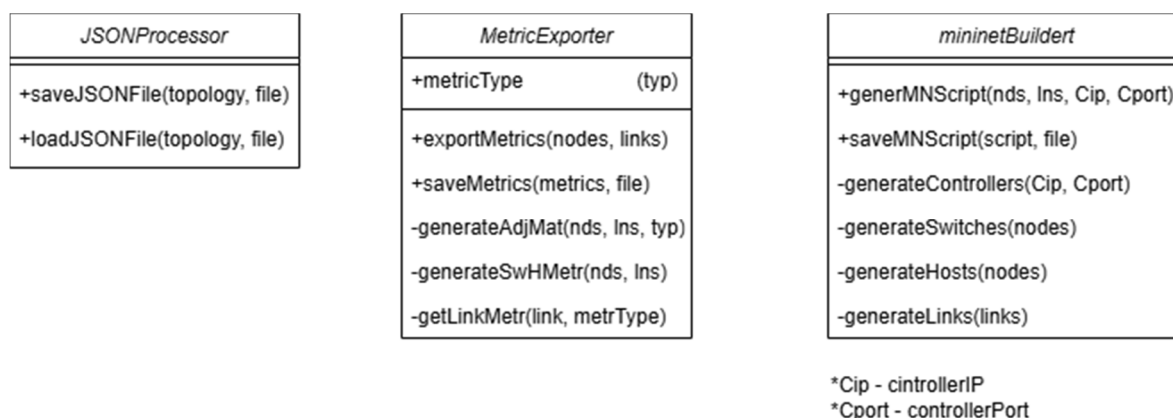 JSONProcessor
+saveJSONFile(topology, file)
+loadJSONFile(topology, file)
MetricExporter
+metricType (typ)
+exportMetrics(nodes, links)
+saveMetrics(metrics, file)
-generateAdjMat(nds, lns, typ)
-generateSwHMetr(nds, lns)
-getLinkMetr(link, metrType)
mininetBuildert
+generMNScript(nds, lns, Cip, Cport)
+saveMNScript(script, file)
-generateControllers(Cip, Cport)
-generateSwitches(nodes)
-generateHosts(nodes)
-generateLinks(links)
*Cip - cintrollerIP
*Cport - controllerPort